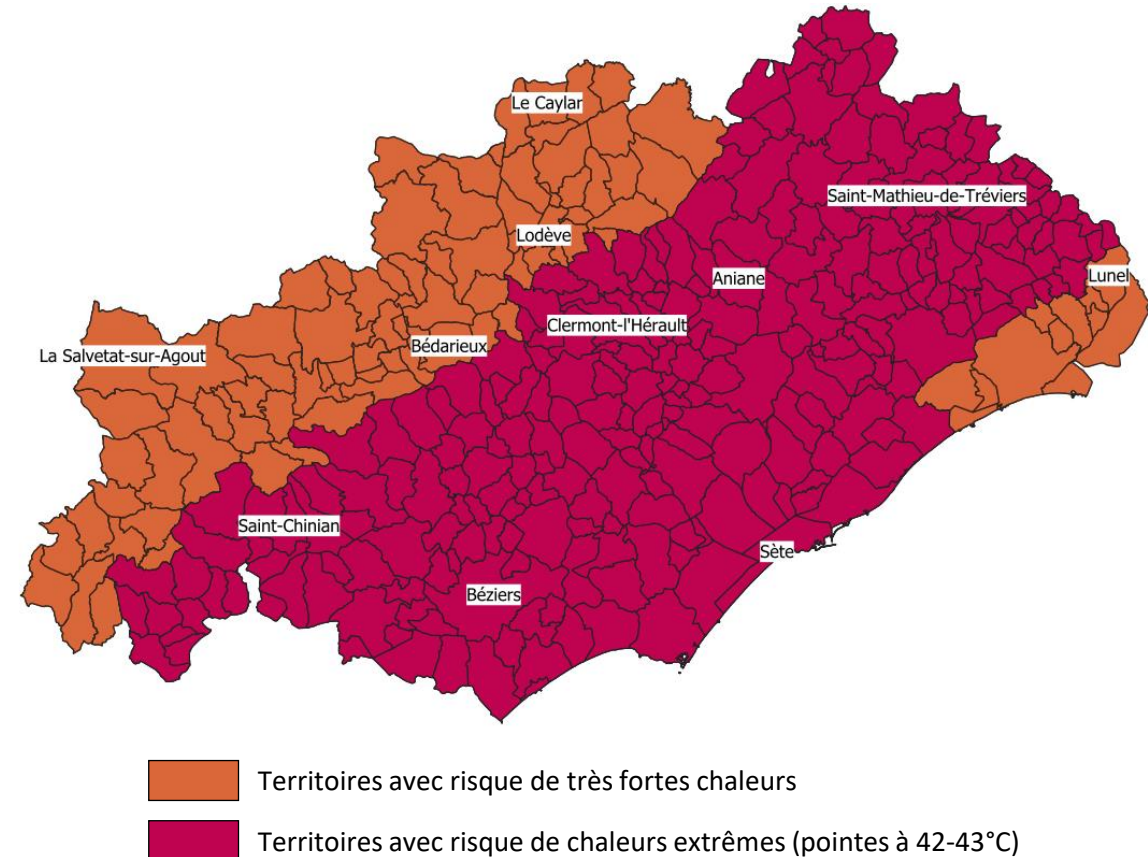 Le Caylar
Saint-Mathieu-de-Tréviers
Lodève
Aniane
Lunel
Clermont-l'Hérault
Bédarieux
La Salvetat-sur-Agout
Saint-Chinian
Sète
Béziers
Territoires avec risque de très fortes chaleurs
Territoires avec risque de chaleurs extrêmes (pointes à 42-43°C)